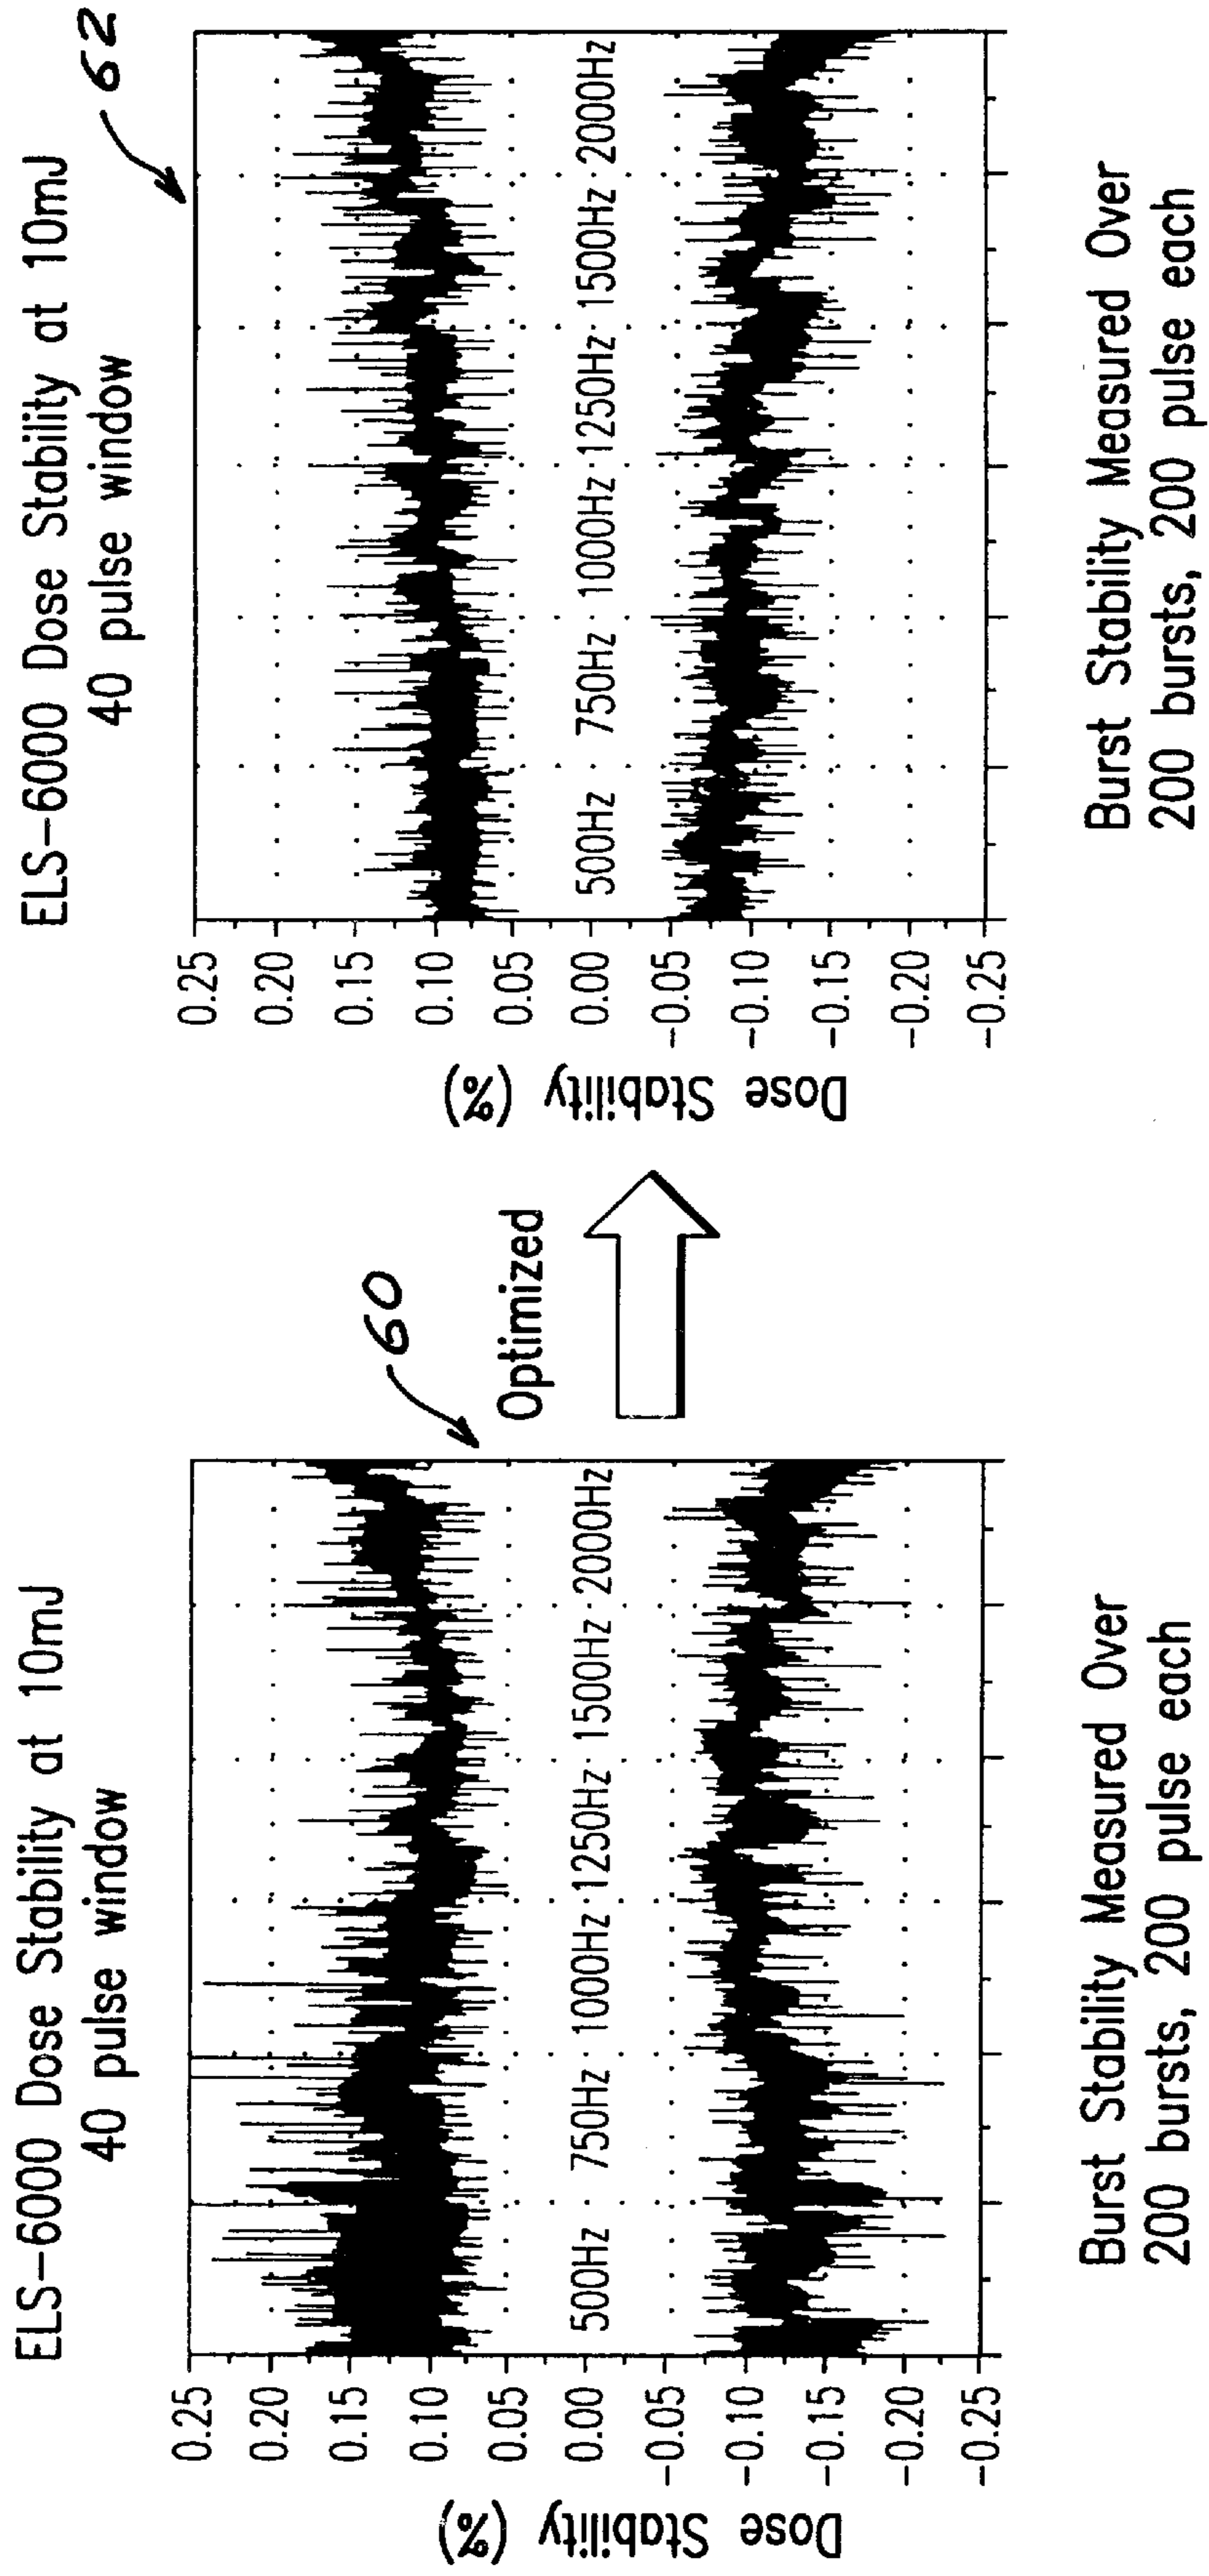 ELS-6000 Dose Stability at 10mJ
40 pulse window
60
Dose Stability (%)
0.25
0.20
0.15
0.10
0.05
0.00
-0.05
-0.10
-0.15
-0.20
-0.25
500Hz 750Hz 1000Hz 1250Hz 1500Hz 2000Hz
Burst Stability Measured Over
200 bursts, 200 pulse each
Optimized
ELS-6000 Dose Stability at 10mJ
40 pulse window
62
Dose Stability (%)
0.25
0.20
0.15
0.10
0.05
0.00
-0.05
-0.10
-0.15
-0.20
-0.25
500Hz 750Hz 1000Hz 1250Hz 1500Hz 2000Hz
Burst Stability Measured Over
200 bursts, 200 pulse each